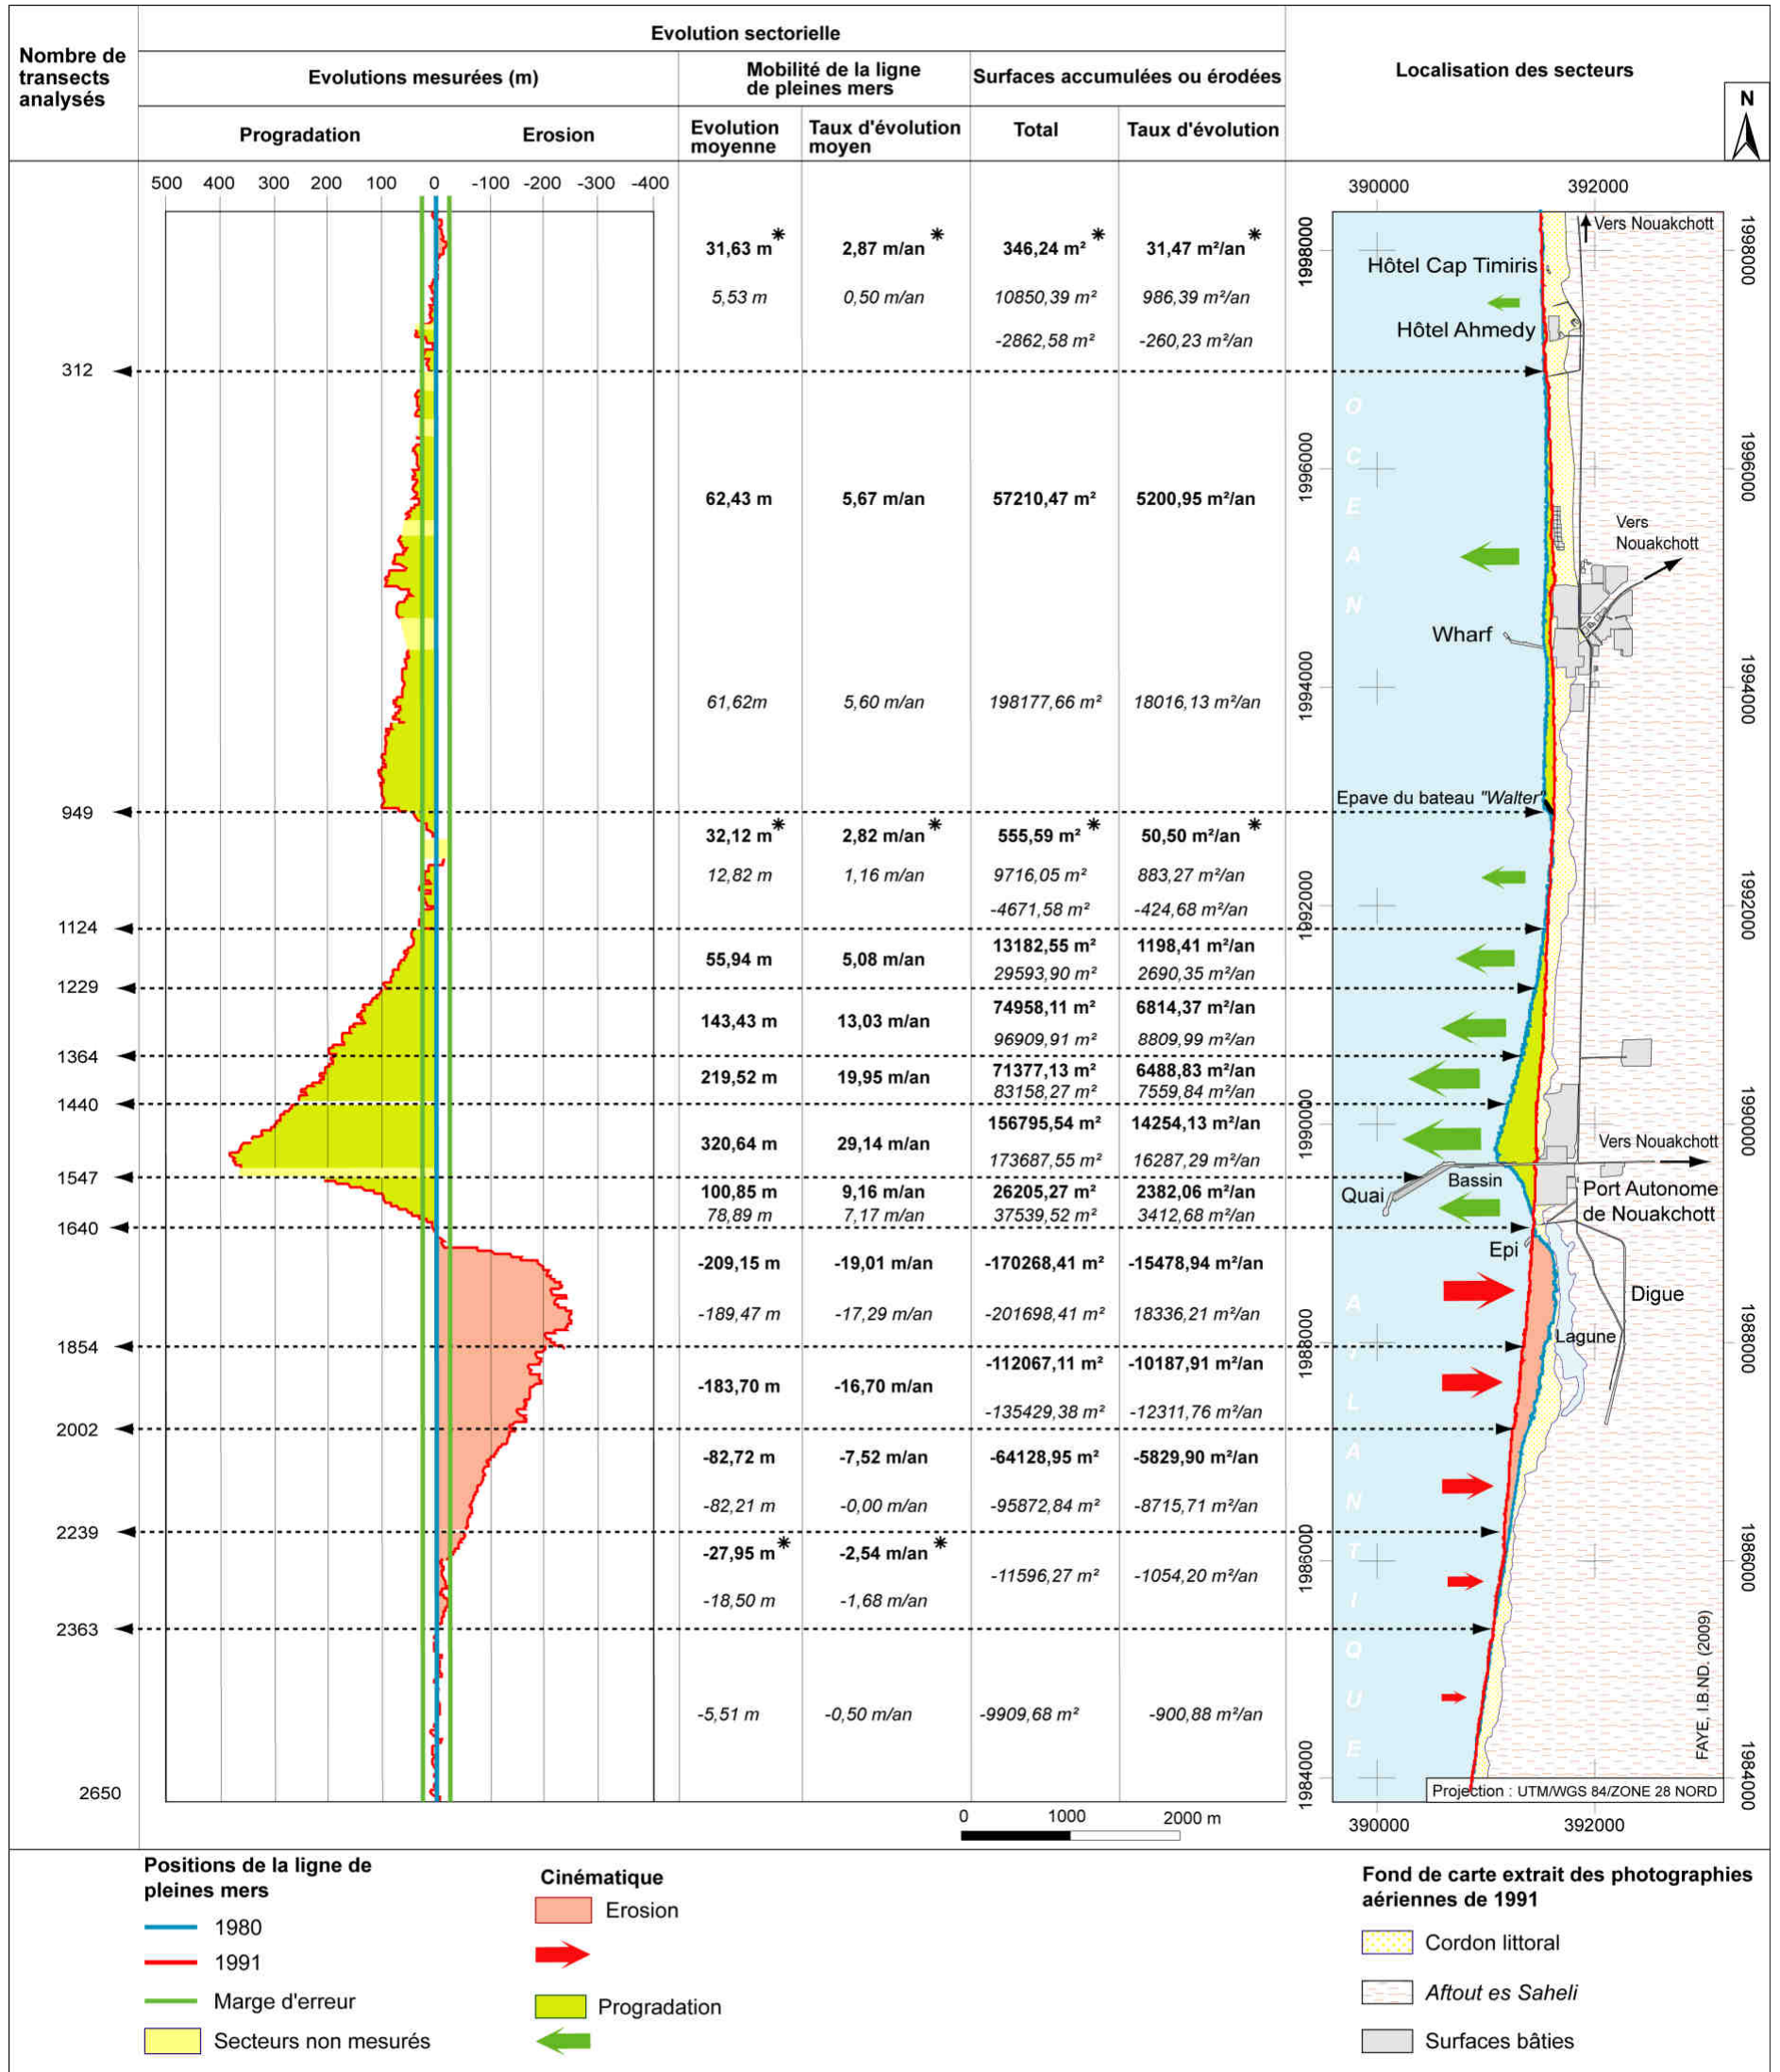 Nombre de
transects
analysés
Evolution sectorielle
Evolutions mesurées (m)
Progradation
Erosion
Mobilité de la ligne
de pleines mers
Evolution
moyenne
Taux d'évolution
moyen
Surfaces accumulées ou érodées
Total
Taux d'évolution
Localisation des secteurs
N
500 400 300 200 100 0 -100 -200 -300 -400
31,63 m* 2,87 m/an* 346,24 m²* 31,47 m²/an*
5,53 m 0,50 m/an 10850,39 m² 986,39 m²/an
-2862,58 m² -260,23 m²/an
312
62,43 m 5,67 m/an 57210,47 m² 5200,95 m²/an
61,62m 5,60 m/an 198177,66 m² 18016,13 m²/an
949
32,12 m* 2,82 m/an* 555,59 m²* 50,50 m²/an*
12,82 m 1,16 m/an 9716,05 m² 883,27 m²/an
-4671,58 m² -424,68 m²/an
1124
55,94 m 5,08 m/an
13182,55 m² 1198,41 m²/an
29593,90 m² 2690,35 m²/an
1229
143,43 m 13,03 m/an
74958,11 m² 6814,37 m²/an
96909,91 m² 8809,99 m²/an
1364
219,52 m 19,95 m/an
71377,13 m² 6488,83 m²/an
83158,27 m² 7559,84 m²/an
1440
320,64 m 29,14 m/an
156795,54 m² 14254,13 m²/an
173687,55 m² 16287,29 m²/an
1547
100,85 m 9,16 m/an 26205,27 m² 2382,06 m²/an
78,89 m 7,17 m/an 37539,52 m² 3412,68 m²/an
1640
-209,15 m -19,01 m/an -170268,41 m² -15478,94 m²/an
-189,47 m -17,29 m/an -201698,41 m² 18336,21 m²/an
1854
-183,70 m -16,70 m/an
-112067,11 m² -10187,91 m²/an
-135429,38 m² -12311,76 m²/an
2002
-82,72 m -7,52 m/an -64128,95 m² -5829,90 m²/an
-82,21 m -0,00 m/an -95872,84 m² -8715,71 m²/an
2239
-27,95 m* -2,54 m/an*
-11596,27 m² -1054,20 m²/an
-18,50 m -1,68 m/an
2363
-5,51 m -0,50 m/an -9909,68 m² -900,88 m²/an
2650
0 1000 2000 m
390000 392000
1998000
1996000
1994000
1992000
1990000
1988000
1986000
1984000
1998000
1996000
1994000
1992000
1990000
1988000
1986000
1984000
Vers Nouakchott
Hôtel Cap Timiris
Hôtel Ahmedy
OCEAN
Vers
Nouakchott
Wharf
Epave du bateau "Walter"
Vers Nouakchott
Quai
Bassin
Port Autonome
de Nouakchott
Epi
Digue
Lagune
ATLANTIQUE
FAYE, I.B.ND. (2009)
Projection : UTM/WGS 84/ZONE 28 NORD
390000 392000
Positions de la ligne de
pleines mers
1980
1991
Marge d'erreur
Secteurs non mesurés
Cinématique
Erosion
Progradation
Fond de carte extrait des photographies
aériennes de 1991
Cordon littoral
Aftout es Saheli
Surfaces bâties